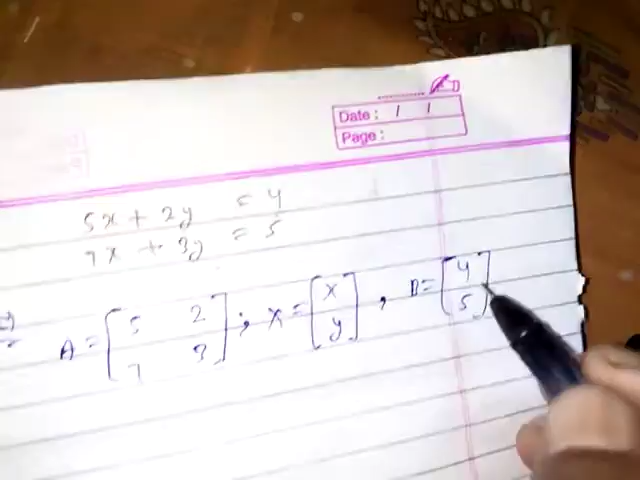 Date : / /
Page :
5x + 2y = 4
7x + 3y = 5
A = [5 2
7 3] ; X = [x
y] , B = [4
5]